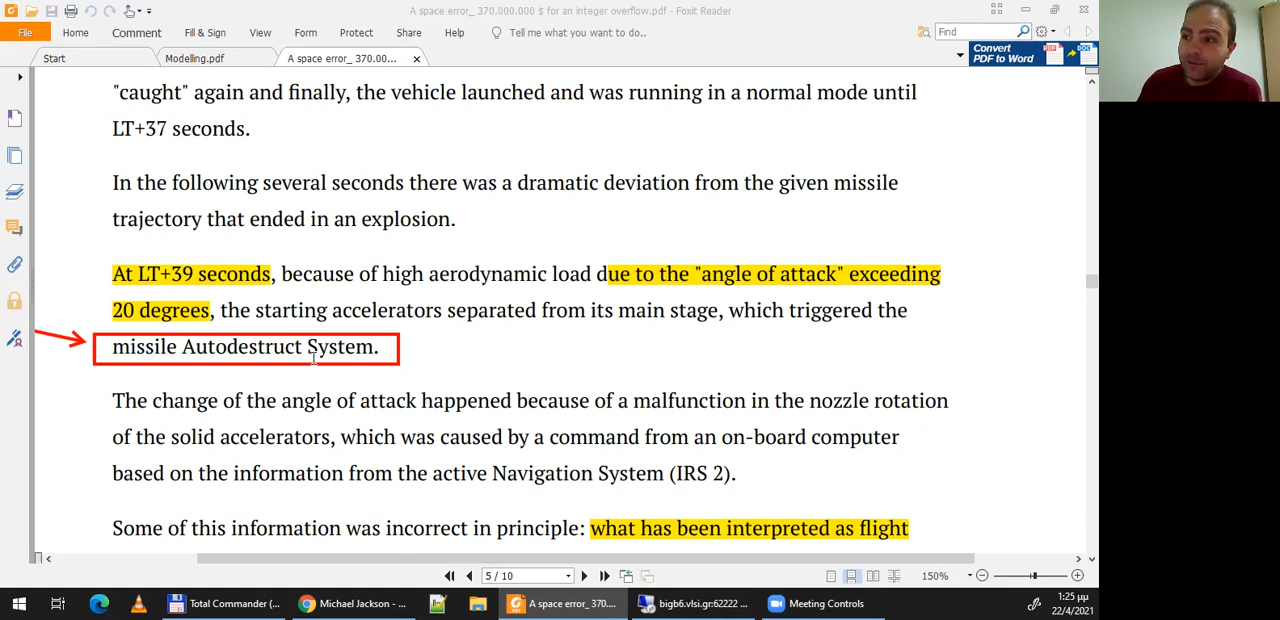 A space error_ 370.000.000 $ for an integer overflow.pdf - Foxit Reader
File Home Comment Fill & Sign View Form Protect Share Help Tell me what you want to do.. Find
Start Modelling.pdf A space error_ 370.00...
Convert
PDF to Word
"caught" again and finally, the vehicle launched and was running in a normal mode until
LT+37 seconds.
In the following several seconds there was a dramatic deviation from the given missile
trajectory that ended in an explosion.
At LT+39 seconds, because of high aerodynamic load due to the "angle of attack" exceeding
20 degrees, the starting accelerators separated from its main stage, which triggered the
missile Autodestruct System.
The change of the angle of attack happened because of a malfunction in the nozzle rotation
of the solid accelerators, which was caused by a command from an on-board computer
based on the information from the active Navigation System (IRS 2).
Some of this information was incorrect in principle: what has been interpreted as flight
5 / 10 150%
Total Commander (... Michael Jackson - ... A space error_ 370.... bigb6.vlsi.gr:62222 ... Meeting Controls
1:25 μμ
22/4/2021